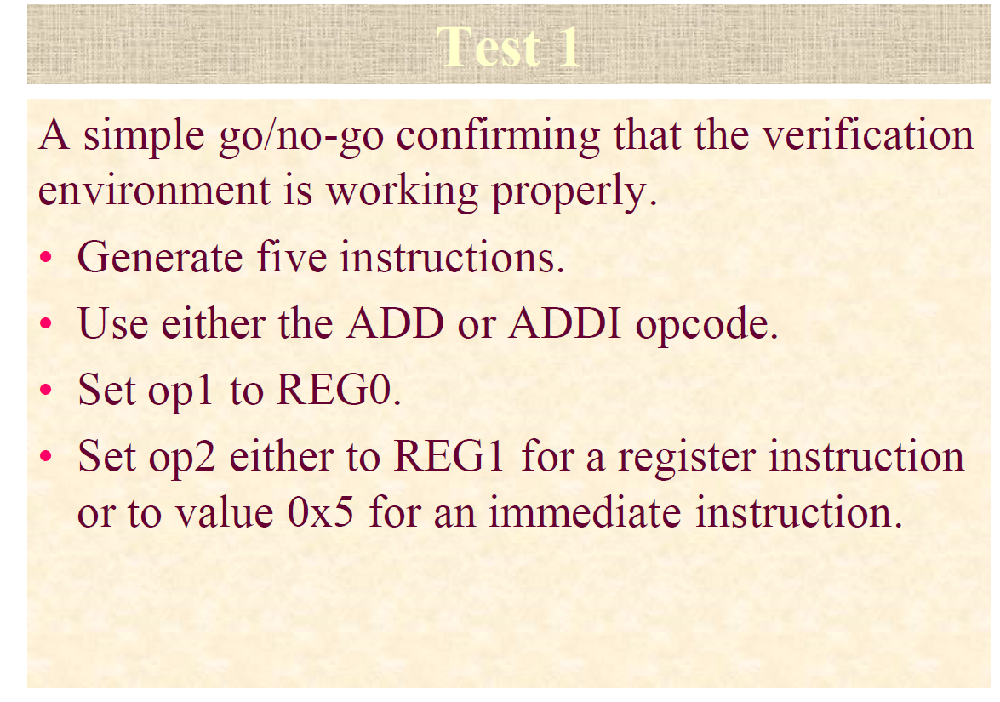 Test 1
A simple go/no-go confirming that the verification
environment is working properly.
• Generate five instructions.
• Use either the ADD or ADDI opcode.
• Set op1 to REG0.
• Set op2 either to REG1 for a register instruction
or to value 0x5 for an immediate instruction.